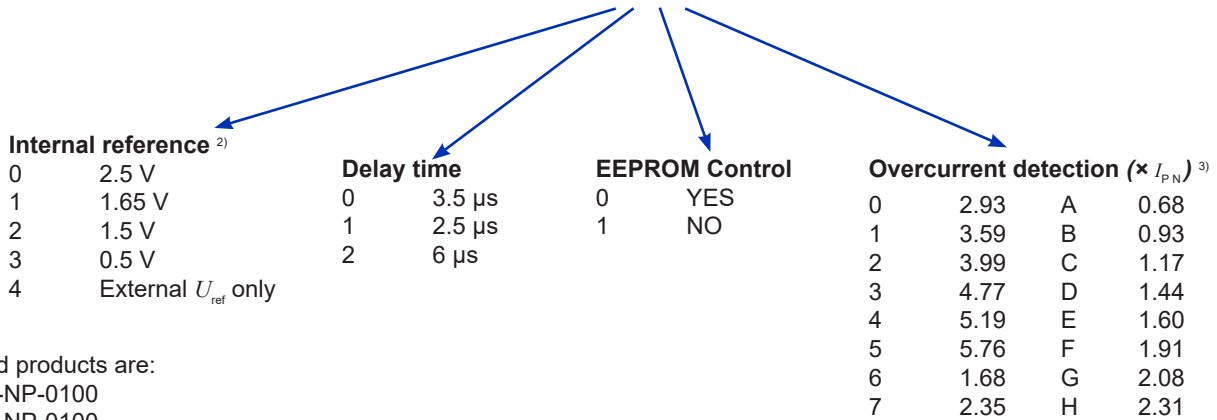 Internal reference 2)
0 2.5 V
1 1.65 V
2 1.5 V
3 0.5 V
4 External Uref only
Delay time
0 3.5 µs
1 2.5 µs
2 6 µs
EEPROM Control
0 YES
1 NO
Overcurrent detection (× IPN) 3)
0 2.93 A 0.68
1 3.59 B 0.93
2 3.99 C 1.17
3 4.77 D 1.44
4 5.19 E 1.60
5 5.76 F 1.91
6 1.68 G 2.08
7 2.35 H 2.31
products are:
-NP-0100